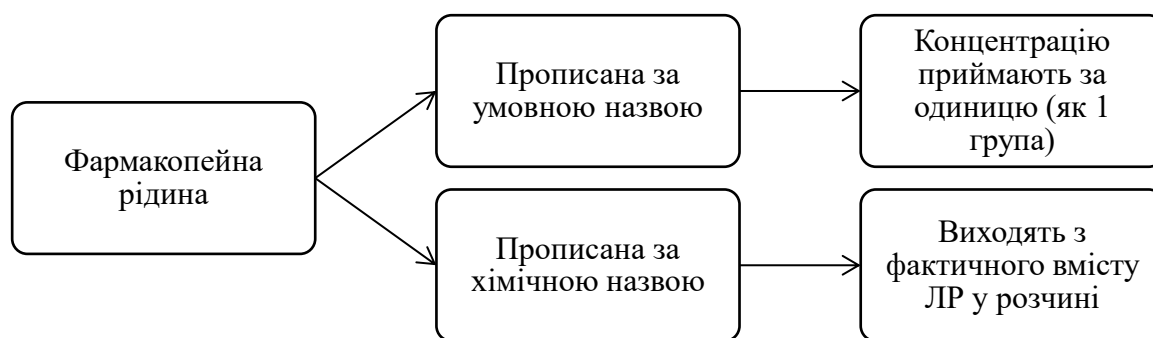 Фармакопейна
рідина
Прописана за
умовною назвою
Концентрацію
приймають за
одиницю (як 1
група)
Прописана за
хімічною назвою
Виходять з
фактичного вмісту
ЛР у розчині